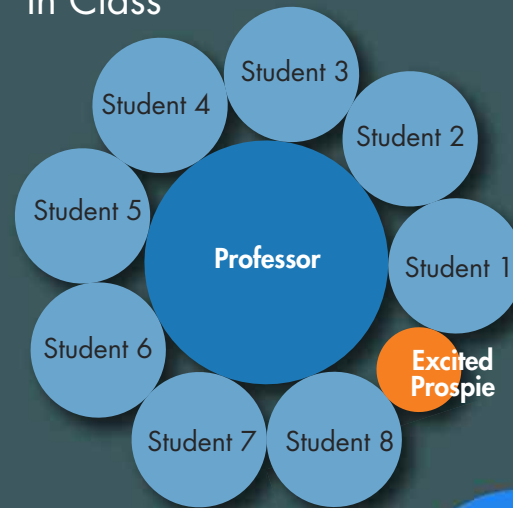 in Class
Student 3
Student 4
Student 2
Student 5
Professor
Student 1
Student 6
Excited
Prospie
Student 7
Student 8